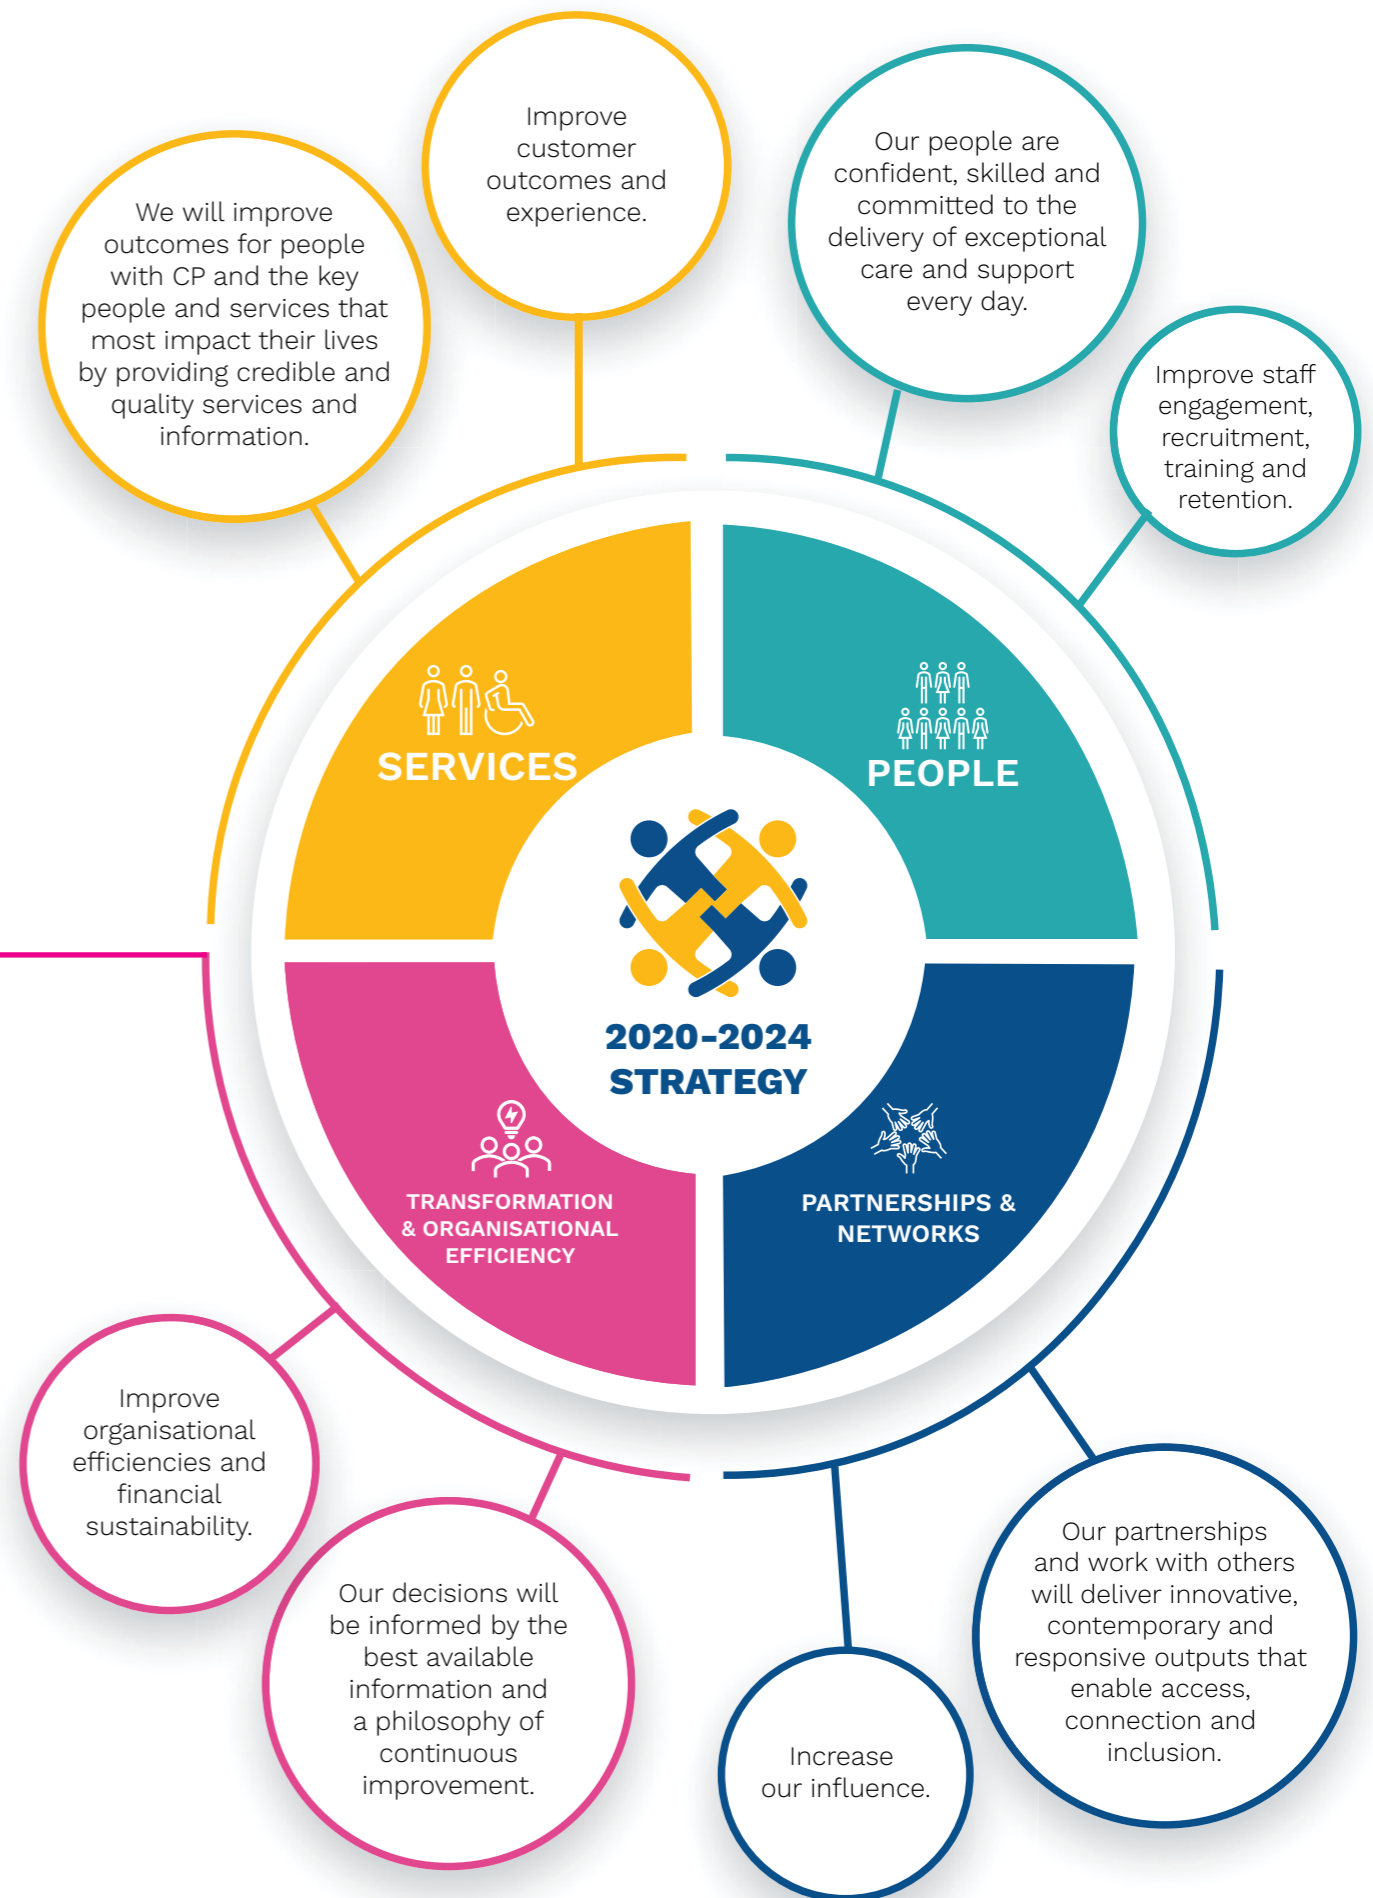 Improve
customer
outcomes and
experience.
Our people are
confident, skilled and
committed to the
delivery of exceptional
care and support
every day.
We will improve
outcomes for people
with CP and the key
people and services that
most impact their lives
by providing credible and
quality services and
information.
Improve staff
engagement,
recruitment,
training and
retention.
SERVICES
PEOPLE
2020-2024
STRATEGY
TRANSFORMATION
& ORGANISATIONAL
EFFICIENCY
PARTNERSHIPS &
NETWORKS
Improve
organisational
efficiencies and
financial
sustainability.
Our decisions will
be informed by the
best available
information and
a philosophy of
continuous
improvement.
Increase
our influence.
Our partnerships
and work with others
will deliver innovative,
contemporary and
responsive outputs that
enable access,
connection and
inclusion.